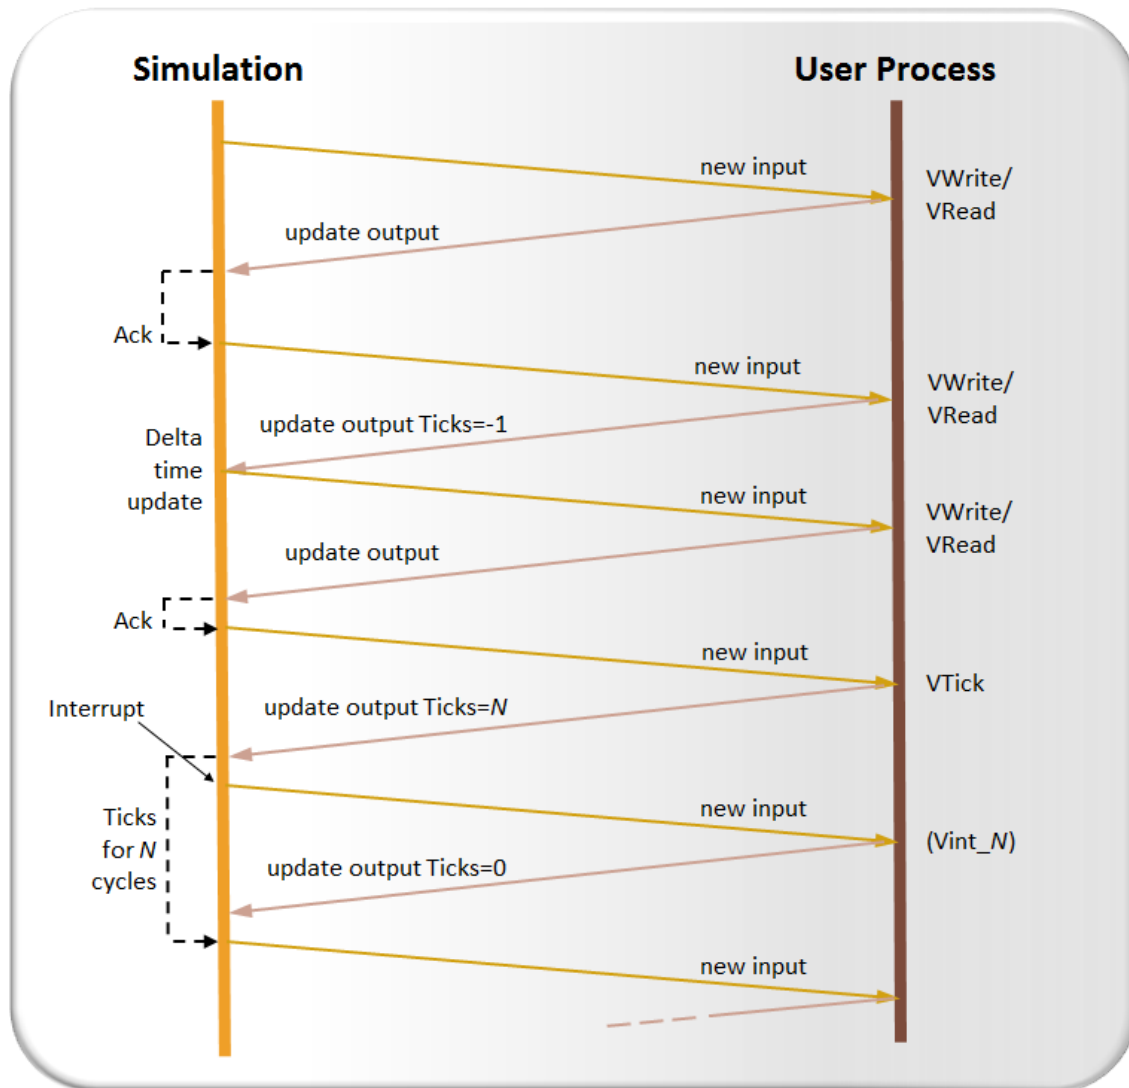 Simulation
User Process
new input
VWrite/
VRead
update output
Ack
new input
VWrite/
VRead
update output Ticks=-1
Delta
time
update
new input
VWrite/
VRead
update output
Ack
new input
VTick
update output Ticks=N
Interrupt
new input
Ticks
for N
cycles
(Vint_N)
update output Ticks=0
new input